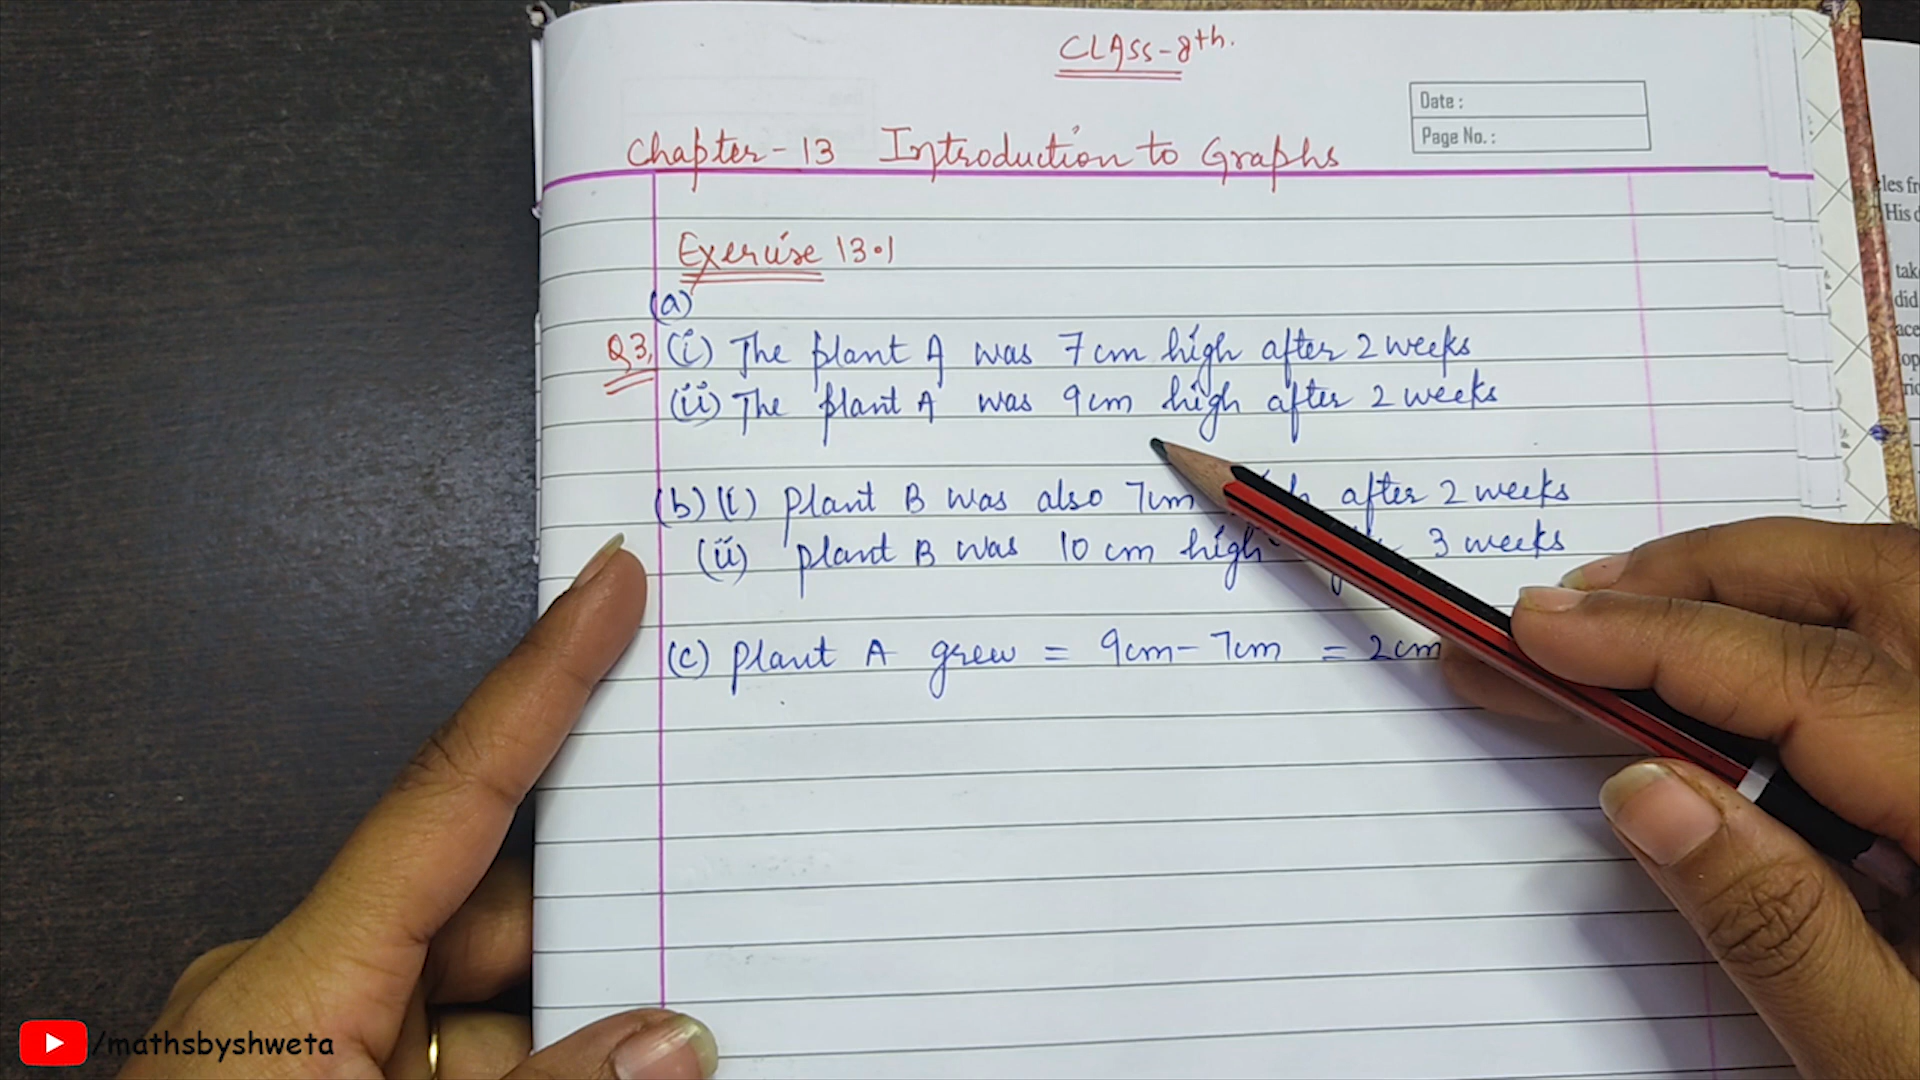 CLASS-8th.
Date :
Page No. :
Chapter-13 Introduction to Graphs
Exercise 13.1
(a)
Q3. (i) The plant A was 7cm high after 2 weeks
(ii) The plant A was 9cm high after 2 weeks
(b) (i) plant B was also 7cm after 2 weeks
(ii) plant B was 10 cm high 3 weeks
(c) plant A grew = 9cm - 7cm = 2cm
les
His
/mathsbyshweta